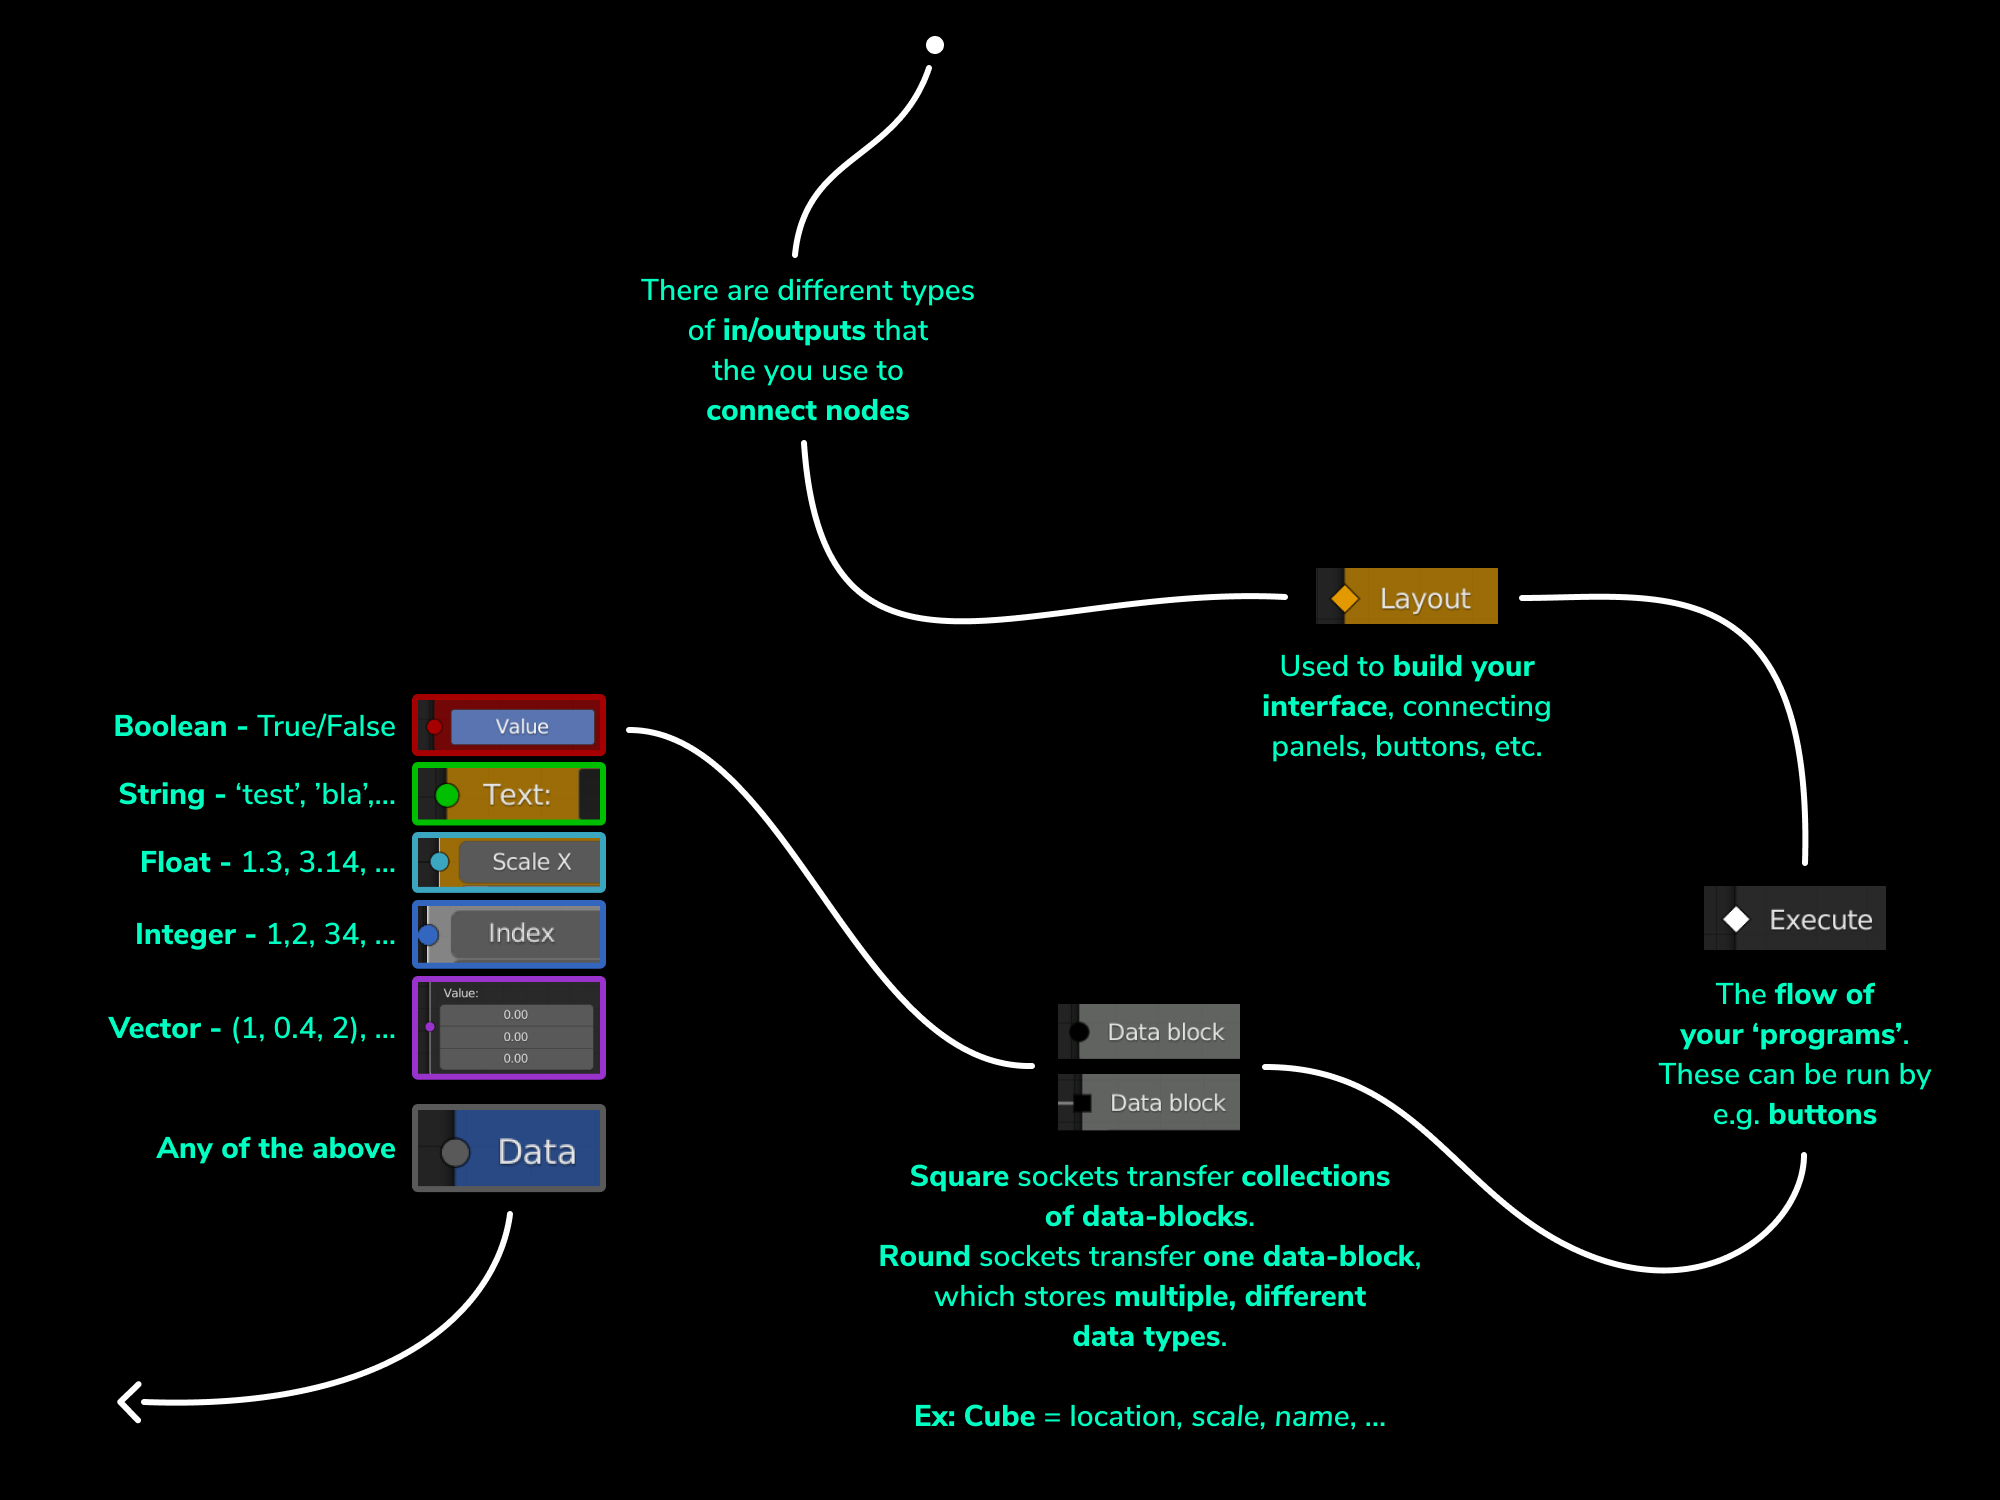 There are different types
of in/outputs that
the you use to
connect nodes
Layout
Used to build your
interface, connecting
panels, buttons, etc.
Execute
The flow of
your ‘programs’.
These can be run by
e.g. buttons
Data block
Data block
Square sockets transfer collections
of data-blocks.
Round sockets transfer one data-block,
which stores multiple, different
data types.
Ex: Cube = location, scale, name, ...
Boolean - True/False
Value
String - ‘test’, ’bla’,...
Text:
Float - 1.3, 3.14, ...
Scale X
Integer - 1,2, 34, ...
Index
Vector - (1, 0.4, 2), ...
Value:
0.00
0.00
0.00
Any of the above
Data